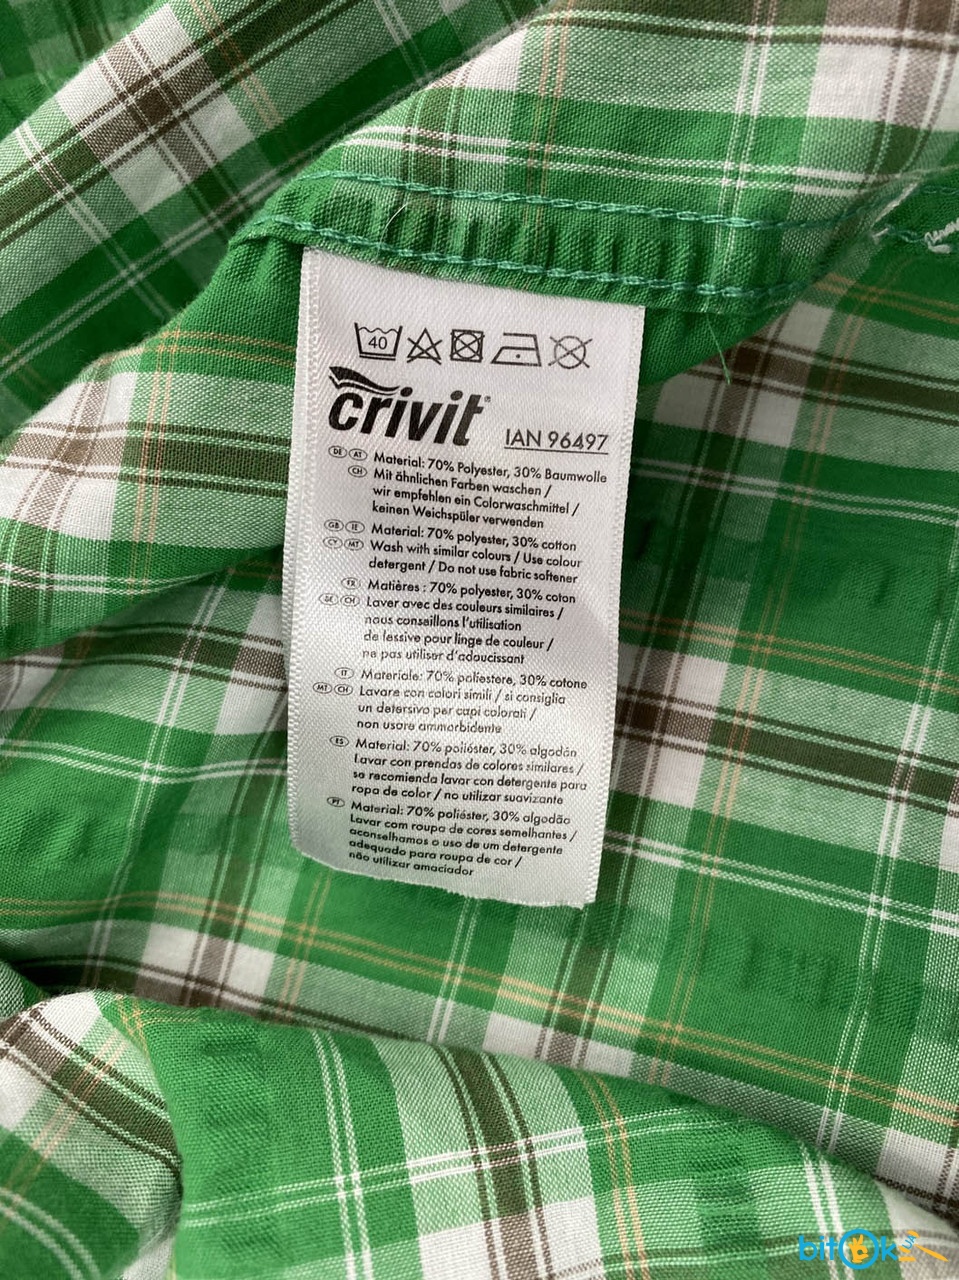 40
crivit®
IAN 96497
DE AT Material: 70% Polyester, 30% Baumwolle
CH Mit ähnlichen Farben waschen /
wir empfehlen ein Colorwaschmittel /
keinen Weichspüler verwenden
GB IE Material: 70% polyester, 30% cotton
CY MT Wash with similar colours / Use colour
detergent / Do not use fabric softener
FR Matières : 70% polyester, 30% coton
BE CH Laver avec des couleurs similaires /
nous conseillons l'utilisation
de lessive pour linge de couleur /
ne pas utiliser d'adoucissant
IT Materiale: 70% poliestere, 30% cotone
MT CH Lavare con colori simili / si consiglia
un detersivo per capi colorati /
non usare ammorbidente
ES Material: 70% poliéster, 30% algodón
Lavar con prendas de colores similares /
se recomienda lavar con detergente para
ropa de color / no utilizar suavizante
PT Material: 70% poliéster, 30% algodão
Lavar com roupa de cores semelhantes /
aconselhamos o uso de um detergente
adequado para roupa de cor /
não utilizar amaciador
bitOk